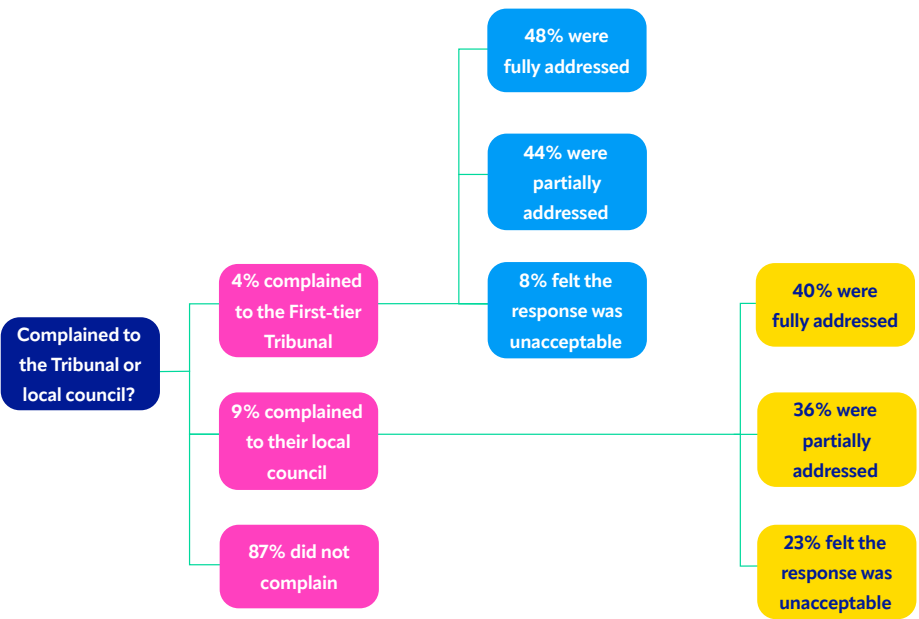 Complained to
the Tribunal or
local council?
4% complained
to the First-tier
Tribunal
9% complained
to their local
council
87% did not
complain
48% were
fully addressed
44% were
partially
addressed
8% felt the
response was
unacceptable
40% were
fully addressed
36% were
partially
addressed
23% felt the
response was
unacceptable